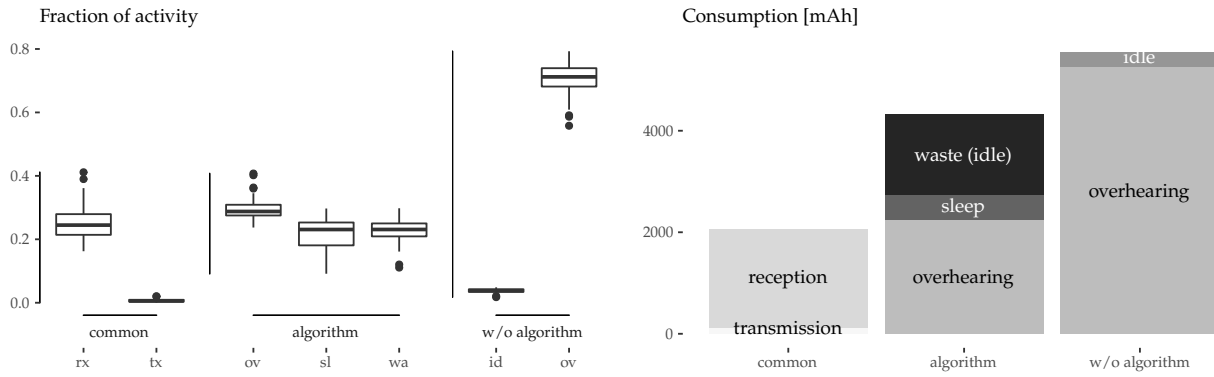 Fraction of activity
0.8
0.6
0.4
0.2
0.0
common
algorithm
w/o algorithm
rx
tx
ov
sl
wa
id
ov
Consumption [mAh]
4000
2000
0
reception
transmission
waste (idle)
sleep
overhearing
idle
overhearing
common
algorithm
w/o algorithm